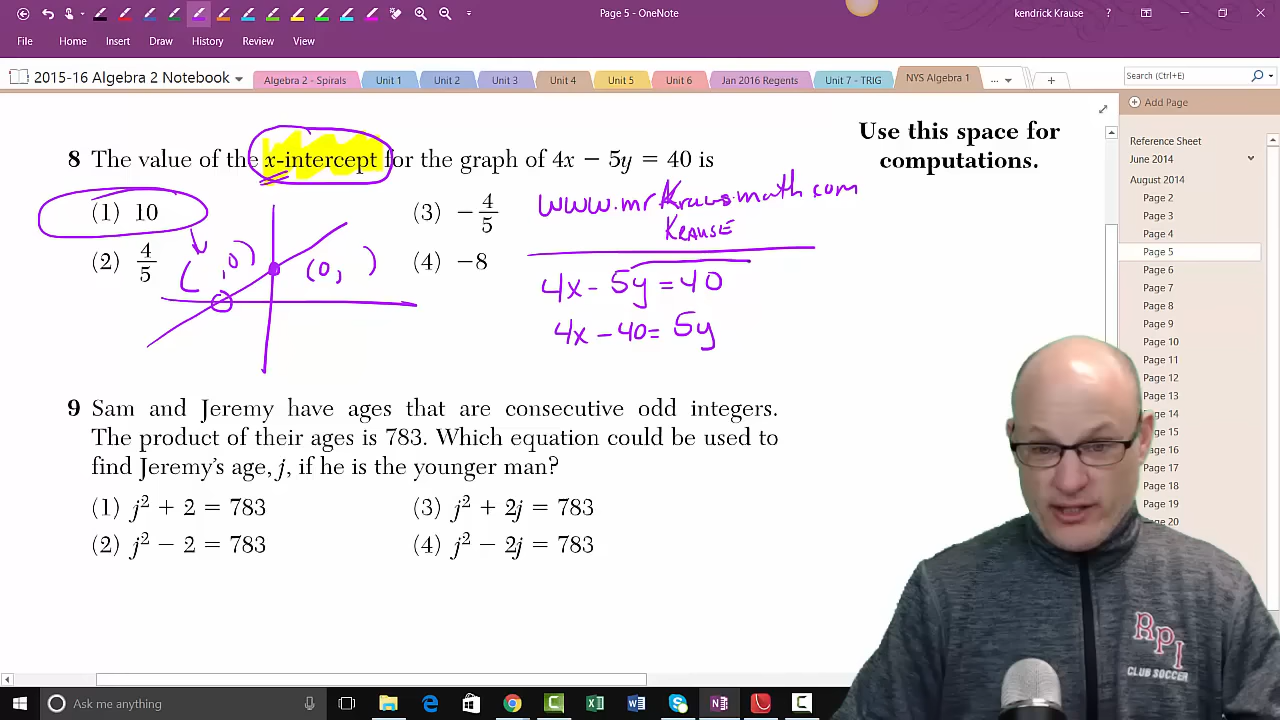 Page 5 - OneNote
kendrick Krause
?
File Home Insert Draw History Review View
2015-16 Algebra 2 Notebook
Algebra 2 - Spirals Unit 1 Unit 2 Unit 3 Unit 4 Unit 5 Unit 6 Jan 2016 Regents Unit 7 - TRIG NYS Algebra 1 ... +
Search (Ctrl+E)
Add Page
Reference Sheet
June 2014
August 2014
Page 2
Page 3
Page 4
Page 5
Page 6
Page 7
Page 8
Page 9
Page 10
Page 11
Page 12
Page 13
Page 14
Page 15
Page 16
Page 17
Page 18
Page 19
Page 20
Use this space for
computations.
8 The value of the x-intercept for the graph of 4x − 5y = 40 is
(1) 10 (3) −4/5
(2) 4/5 (4) −8
( ,0) (0, )
www.mrKrausemath.com
KRAUSE
4x - 5y = 40
4x - 40 = 5y
9 Sam and Jeremy have ages that are consecutive odd integers.
The product of their ages is 783. Which equation could be used to
find Jeremy's age, j, if he is the younger man?
(1) j² + 2 = 783 (3) j² + 2j = 783
(2) j² − 2 = 783 (4) j² − 2j = 783
RPI
CLUB SOCCER
Ask me anything